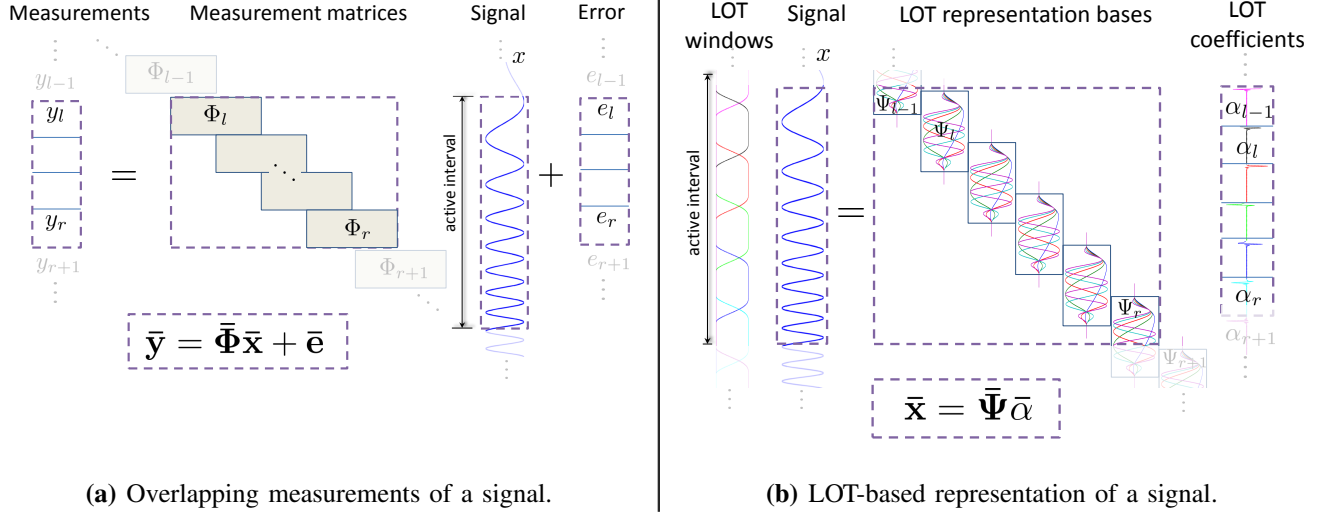 Measurements
Measurement matrices
Signal
Error
y_{l-1}
y_l
y_r
y_{r+1}
=
Φ_{l-1}
Φ_l
Φ_r
Φ_{r+1}
active interval
x
+
e_{l-1}
e_l
e_r
e_{r+1}
ȳ = Φ̄x̄ + ē
(a) Overlapping measurements of a signal.
LOT
windows
Signal
LOT representation bases
LOT
coefficients
active interval
x
=
Ψ_{l-1}
Ψ_l
Ψ_r
Ψ_{r+1}
α_{l-1}
α_l
α_r
α_{r+1}
x̄ = Ψ̄ᾱ
(b) LOT-based representation of a signal.